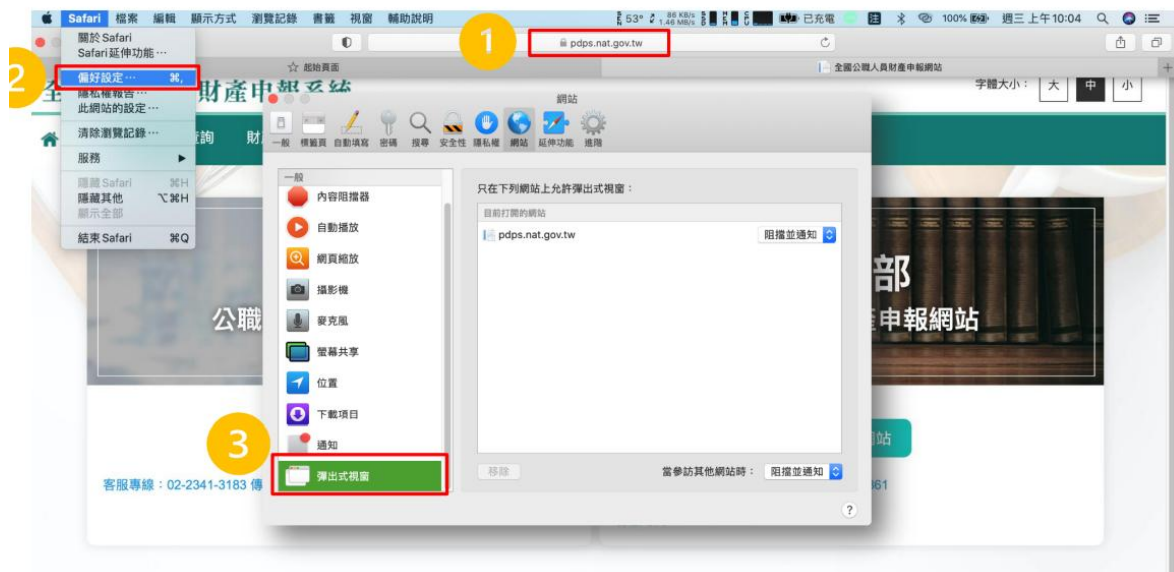 Safari 檔案 編輯 顯示方式 瀏覽記錄 書籤 視窗 輔助說明
53° 86 KB/s 1.46 MB/s 已充電 100% 週三上午10:04
1
pdps.nat.gov.tw
關於 Safari
Safari 延伸功能⋯
2
偏好設定⋯ ⌘,
隱私權報告⋯
此網站的設定⋯
清除瀏覽記錄⋯
服務
隱藏 Safari ⌘H
隱藏其他 ⌥⌘H
顯示全部
結束 Safari ⌘Q
起始頁面
全國公職人員財產申報網站
財產申報系統
字體大小: 大 中 小
網站
一般 標籤頁 自動填寫 密碼 搜尋 安全性 隱私權 網站 延伸功能 進階
一般
內容阻擋器
自動播放
網頁縮放
攝影機
麥克風
螢幕共享
位置
下載項目
通知
3
彈出式視窗
只在下列網站上允許彈出式視窗:
目前打開的網站
pdps.nat.gov.tw 阻擋並通知
移除
當參訪其他網站時: 阻擋並通知
?
公職
部
申報網站
站
客服專線:02-2341-3183 傳
861